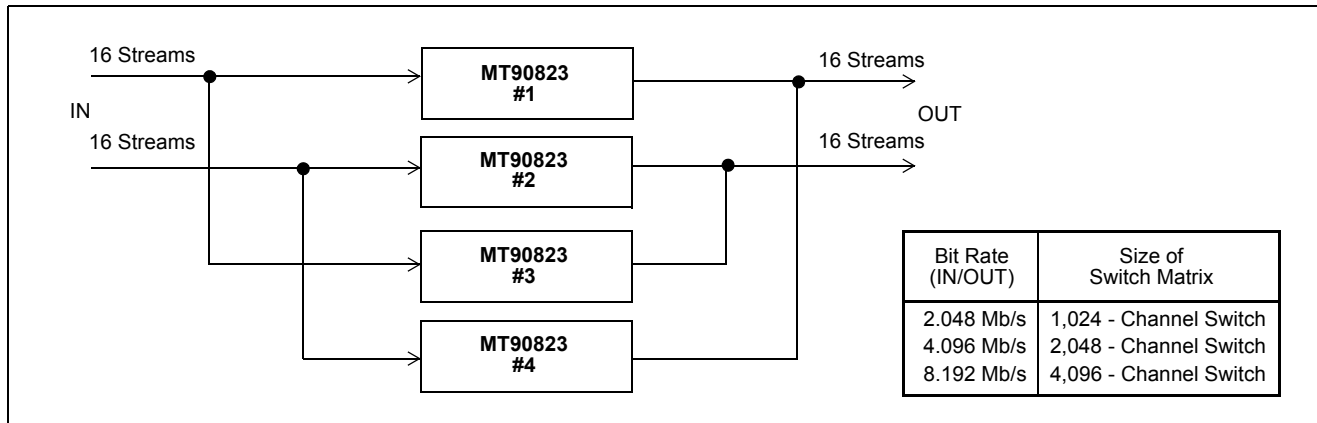 16 Streams
MT90823
#1
16 Streams
IN
OUT
16 Streams
MT90823
#2
16 Streams
MT90823
#3
MT90823
#4
Bit Rate
(IN/OUT)
Size of
Switch Matrix
2.048 Mb/s
1,024 - Channel Switch
4.096 Mb/s
2,048 - Channel Switch
8.192 Mb/s
4,096 - Channel Switch